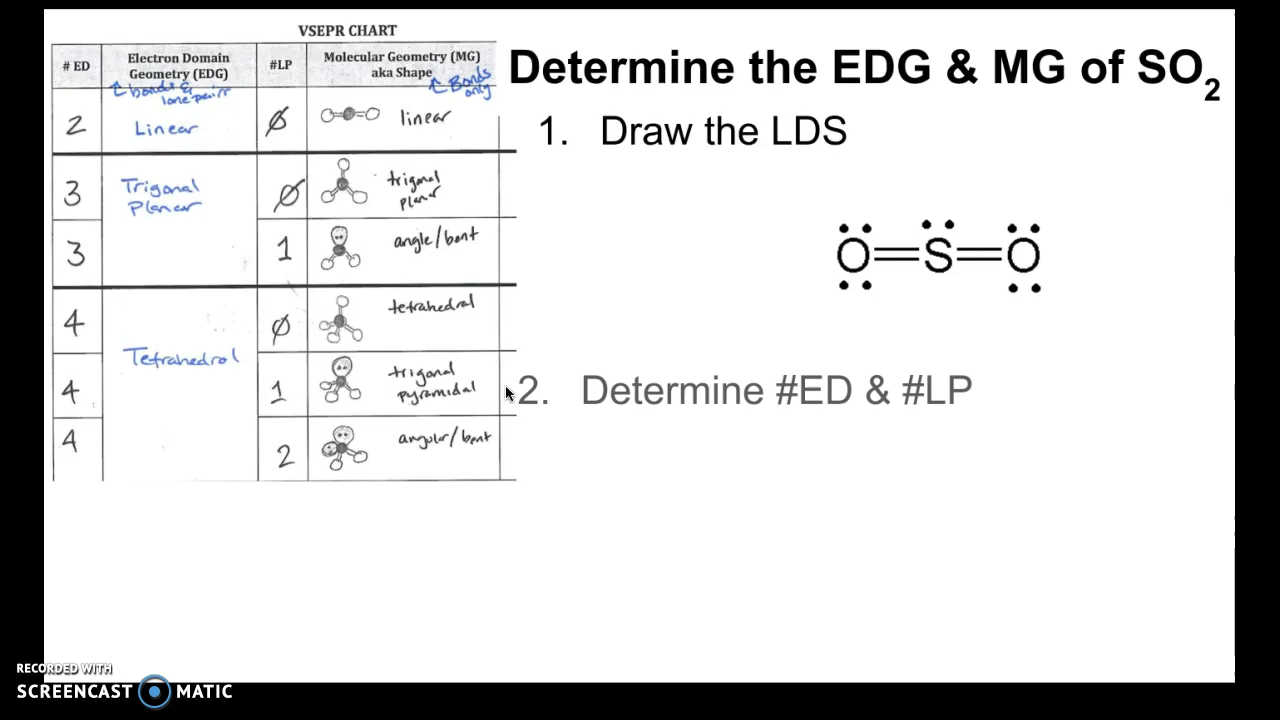 VSEPR CHART
# ED
Electron Domain
Geometry (EDG)
#LP
Molecular Geometry (MG)
aka Shape
↑ bonds &
lone pairs
↑ Bonds
only
2
Linear
Ø
linear
3
Trigonal
Planar
Ø
trigonal
planar
3
1
angle/bent
4
Tetrahedral
Ø
tetrahedral
4
1
trigonal
pyramidal
4
2
angular/bent
Determine the EDG & MG of SO₂
1. Draw the LDS
O=S=O
2. Determine #ED & #LP
RECORDED WITH
SCREENCAST MATIC